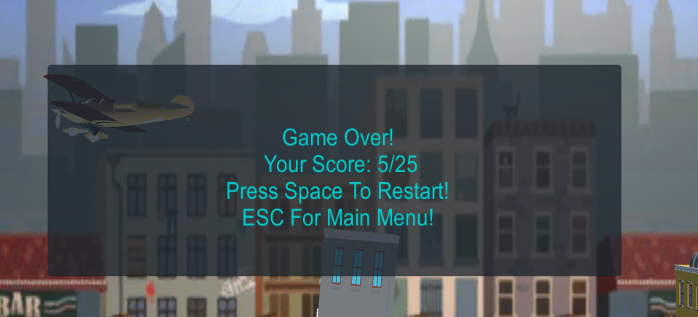 Game Over!
Your Score: 5/25
Press Space To Restart!
ESC For Main Menu!
BAR